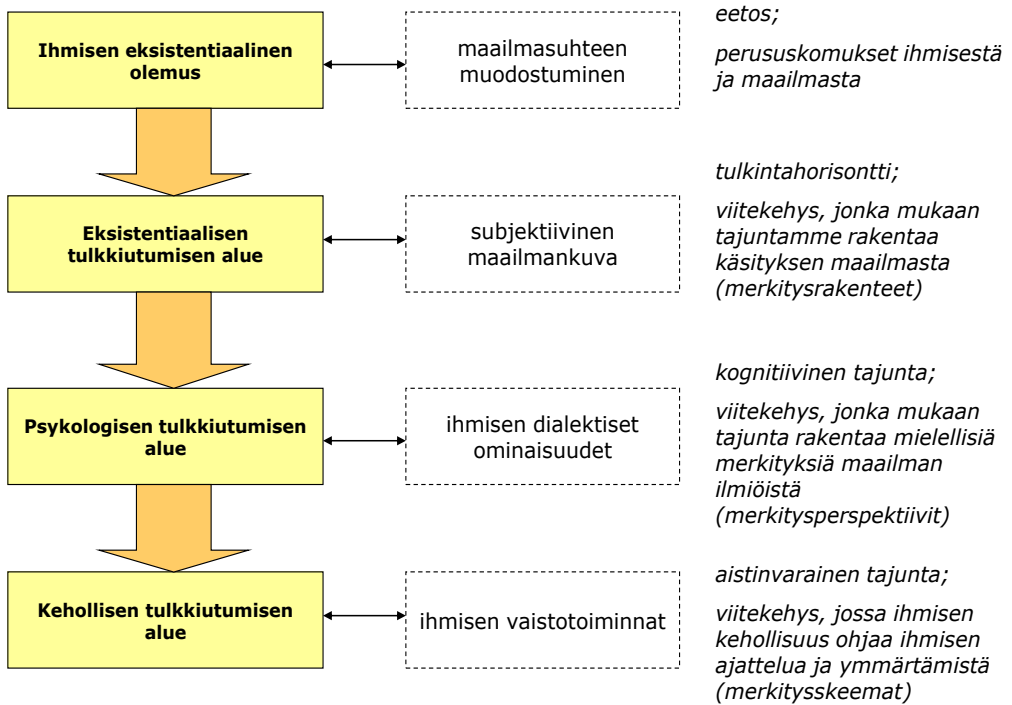 Ihmisen eksistentiaalinen
olemus
maailmasuhteen
muodostuminen
eetos;
perususkomukset ihmisestä
ja maailmasta
Eksistentiaalisen
tulkkiutumisen alue
subjektiivinen
maailmankuva
tulkintahorisontti;
viitekehys, jonka mukaan
tajuntamme rakentaa
käsityksen maailmasta
(merkitysrakenteet)
Psykologisen tulkkiutumisen
alue
ihmisen dialektiset
ominaisuudet
kognitiivinen tajunta;
viitekehys, jonka mukaan
tajunta rakentaa mielellisiä
merkityksiä maailman
ilmiöistä
(merkitysperspektiivit)
Kehollisen tulkkiutumisen
alue
ihmisen vaistotoiminnat
aistinvarainen tajunta;
viitekehys, jossa ihmisen
kehollisuus ohjaa ihmisen
ajattelua ja ymmärtämistä
(merkitysskeemat)